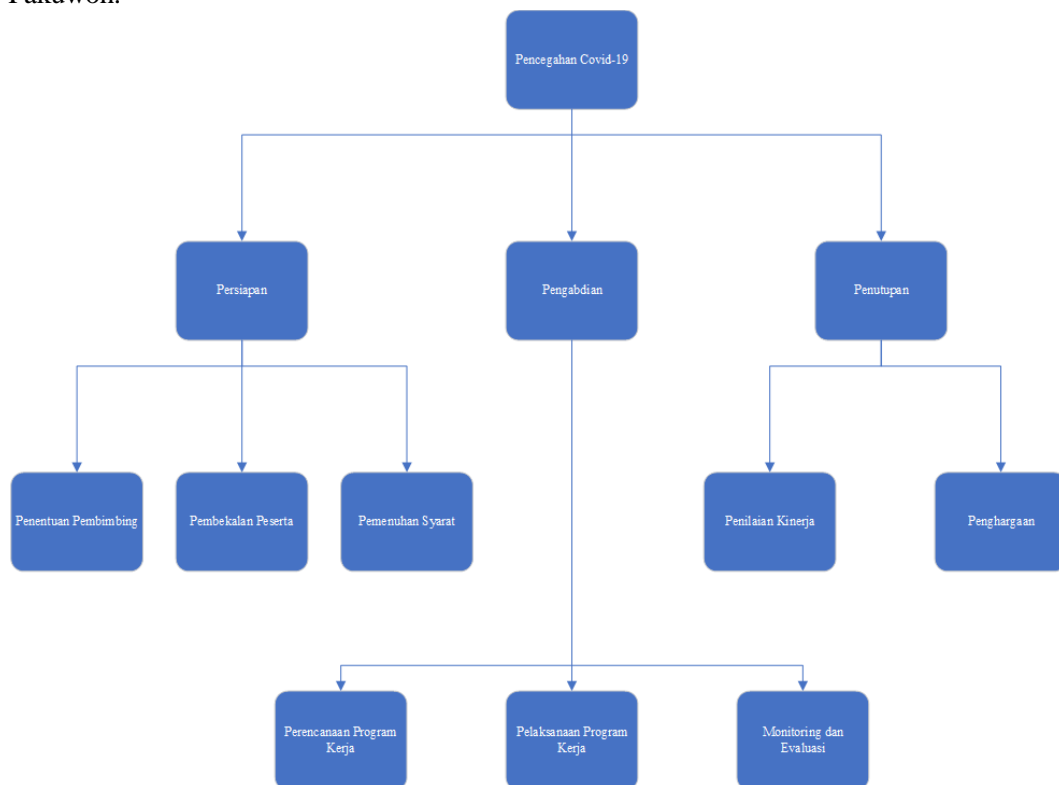 Pakuwon.
Pencegahan Covid-19
Persiapan
Pengabdian
Penutupan
Penentuan Pembimbing
Pembekalan Peserta
Pemenuhan Syarat
Penilaian Kinerja
Penghargaan
Perencanaan Program
Kerja
Pelaksanaan Program
Kerja
Monitoring dan
Evaluasi